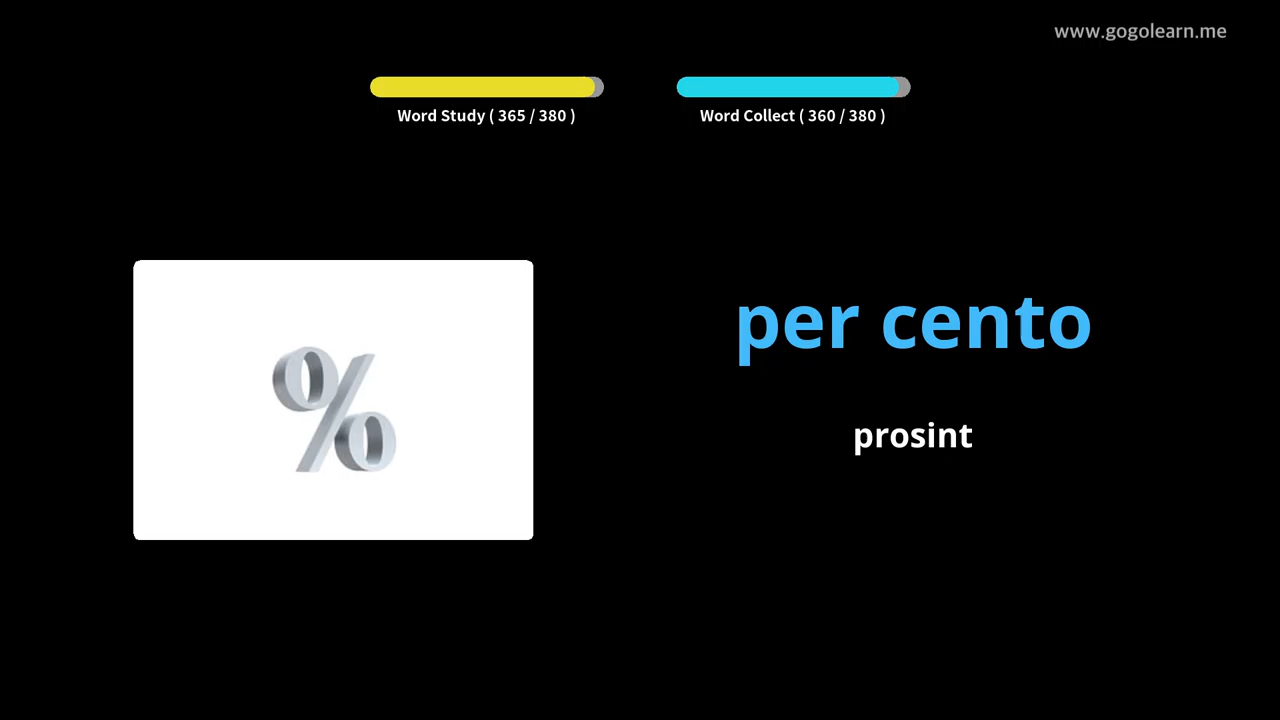 www.gogolearn.me
Word Study ( 365 / 380 )
Word Collect ( 360 / 380 )
%
per cento
prosint